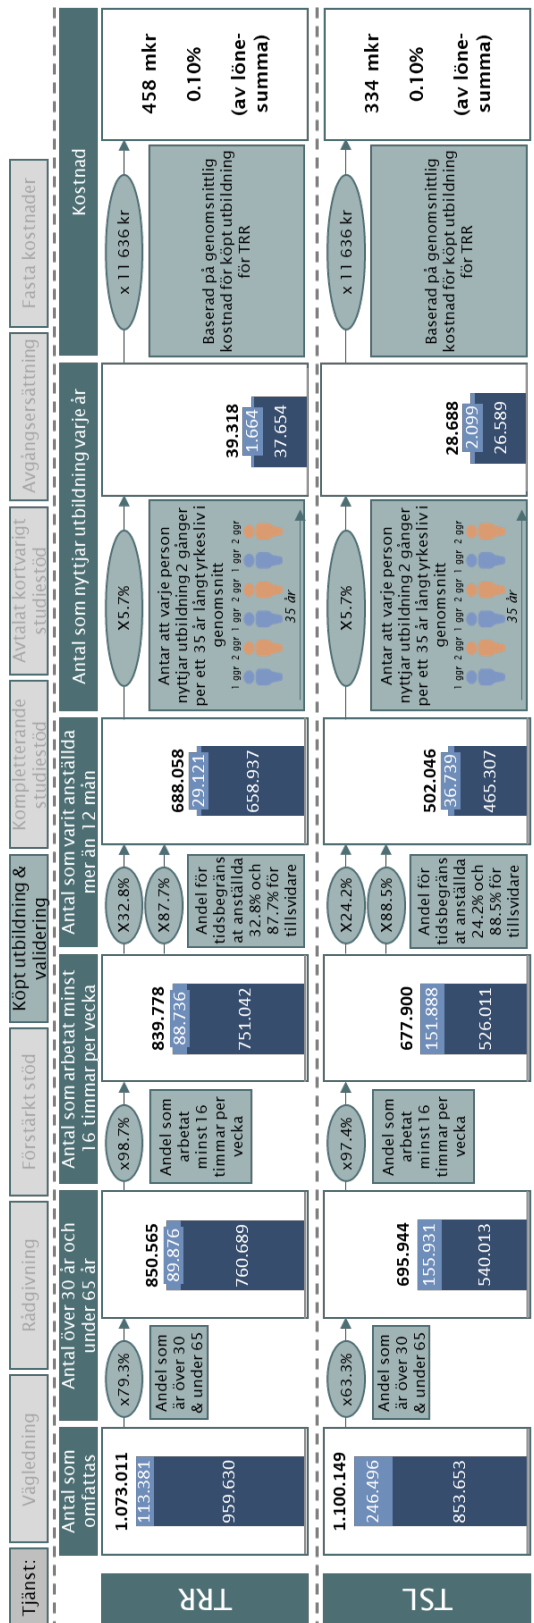 Tjänst:
Vägledning
Rådgivning
Förstärkt stöd
Köpt utbildning &
validering
Kompletterande
studiestöd
Avtalat kortvarigt
studiestöd
Avgångsersättning
Fasta kostnader
Antal som
omfattas
Antal över 30 år och
under 65 år
Antal som arbetat minst
16 timmar per vecka
Antal som varit anställda
mer än 12 mån
Antal som nyttjar utbildning varje år
Kostnad
TRR
1.073.011
113.381
959.630
x79.3%
Andel som
är över 30
& under 65
850.565
89.876
760.689
x98.7%
Andel som
arbetat
minst 16
timmar per
vecka
839.778
88.736
751.042
X32.8%
X87.7%
Andel för
tidsbegräns
at anställda
32.8% och
87.7% för
tillsvidare
688.058
29.121
658.937
X5.7%
Antar att varje person
nyttjar utbildning 2 gånger
per ett 35 år långt yrkesliv i
genomsnitt
1 ggr 2 ggr 1 ggr 2 ggr 1 ggr 2 ggr
35 år
39.318
1.664
37.654
x 11 636 kr
Baserad på genomsnittlig
kostnad för köpt utbildning
för TRR
458 mkr
0.10%
(av löne-
summa)
TSL
1.100.149
246.496
853.653
x63.3%
Andel som
är över 30
& under 65
695.944
155.931
540.013
x97.4%
Andel som
arbetat
minst 16
timmar per
vecka
677.900
151.888
526.011
X24.2%
X88.5%
Andel för
tidsbegräns
at anställda
24.2% och
88.5% för
tillsvidare
502.046
36.739
465.307
X5.7%
Antar att varje person
nyttjar utbildning 2 gånger
per ett 35 år långt yrkesliv i
genomsnitt
1 ggr 2 ggr 1 ggr 2 ggr 1 ggr 2 ggr
35 år
28.688
2.099
26.589
x 11 636 kr
Baserad på genomsnittlig
kostnad för köpt utbildning
för TRR
334 mkr
0.10%
(av löne-
summa)